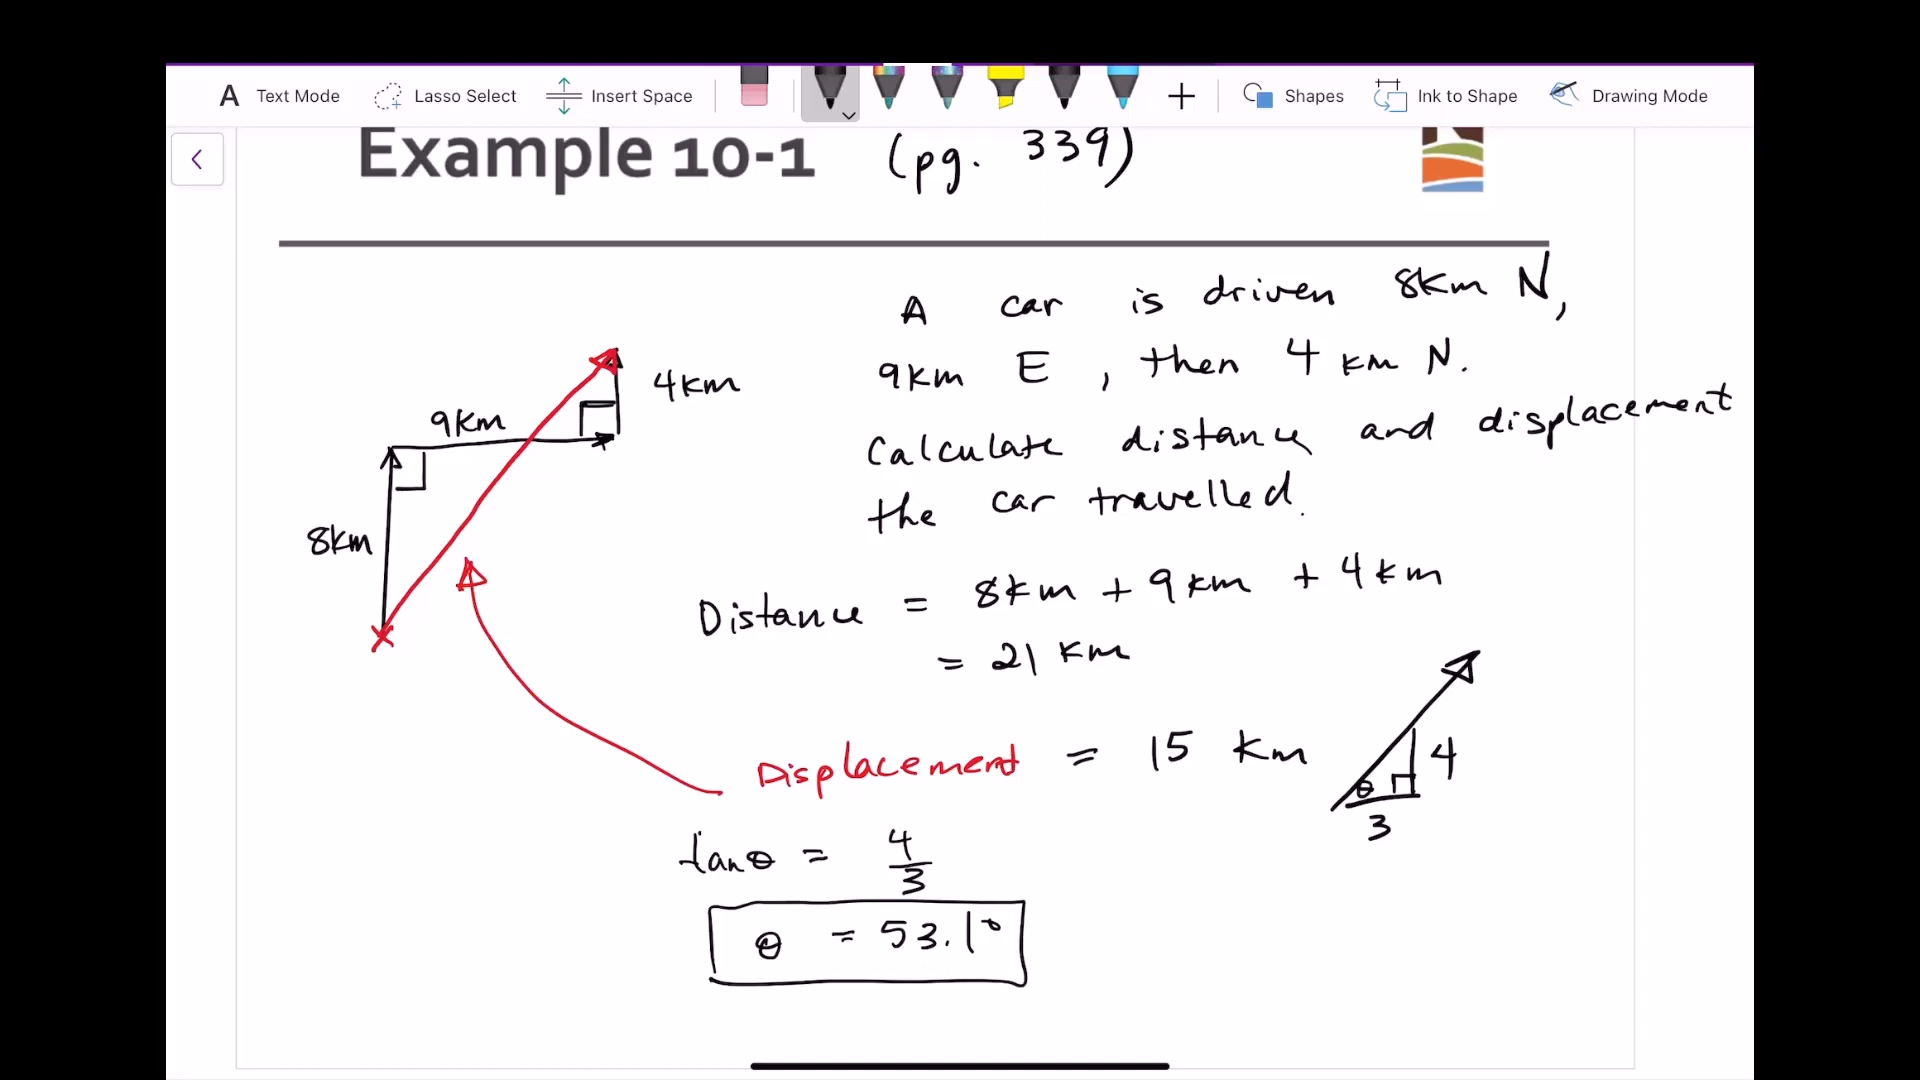 A Text Mode Lasso Select Insert Space Shapes Ink to Shape Drawing Mode
Example 10-1 (pg. 339)
A car is driven 8km N,
9km E, then 4 km N.
Calculate distance and displacement
the car travelled.
4km
9km
8km
Distance = 8km + 9km + 4km
= 21 km
Displacement = 15 km
4
θ
3
tanθ = 4/3
θ = 53.1°